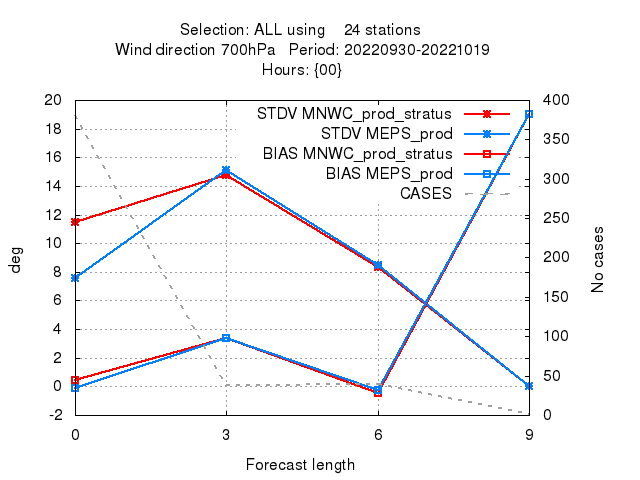 Selection: ALL using    24 stations
Wind direction 700hPa   Period: 20220930-20221019
Hours: {00}
STDV MNWC_prod_stratus
STDV MEPS_prod
BIAS MNWC_prod_stratus
BIAS MEPS_prod
CASES
20
18
16
14
12
10
8
6
4
2
0
-2
400
350
300
250
200
150
100
50
0
deg
No cases
0 3 6 9
Forecast length